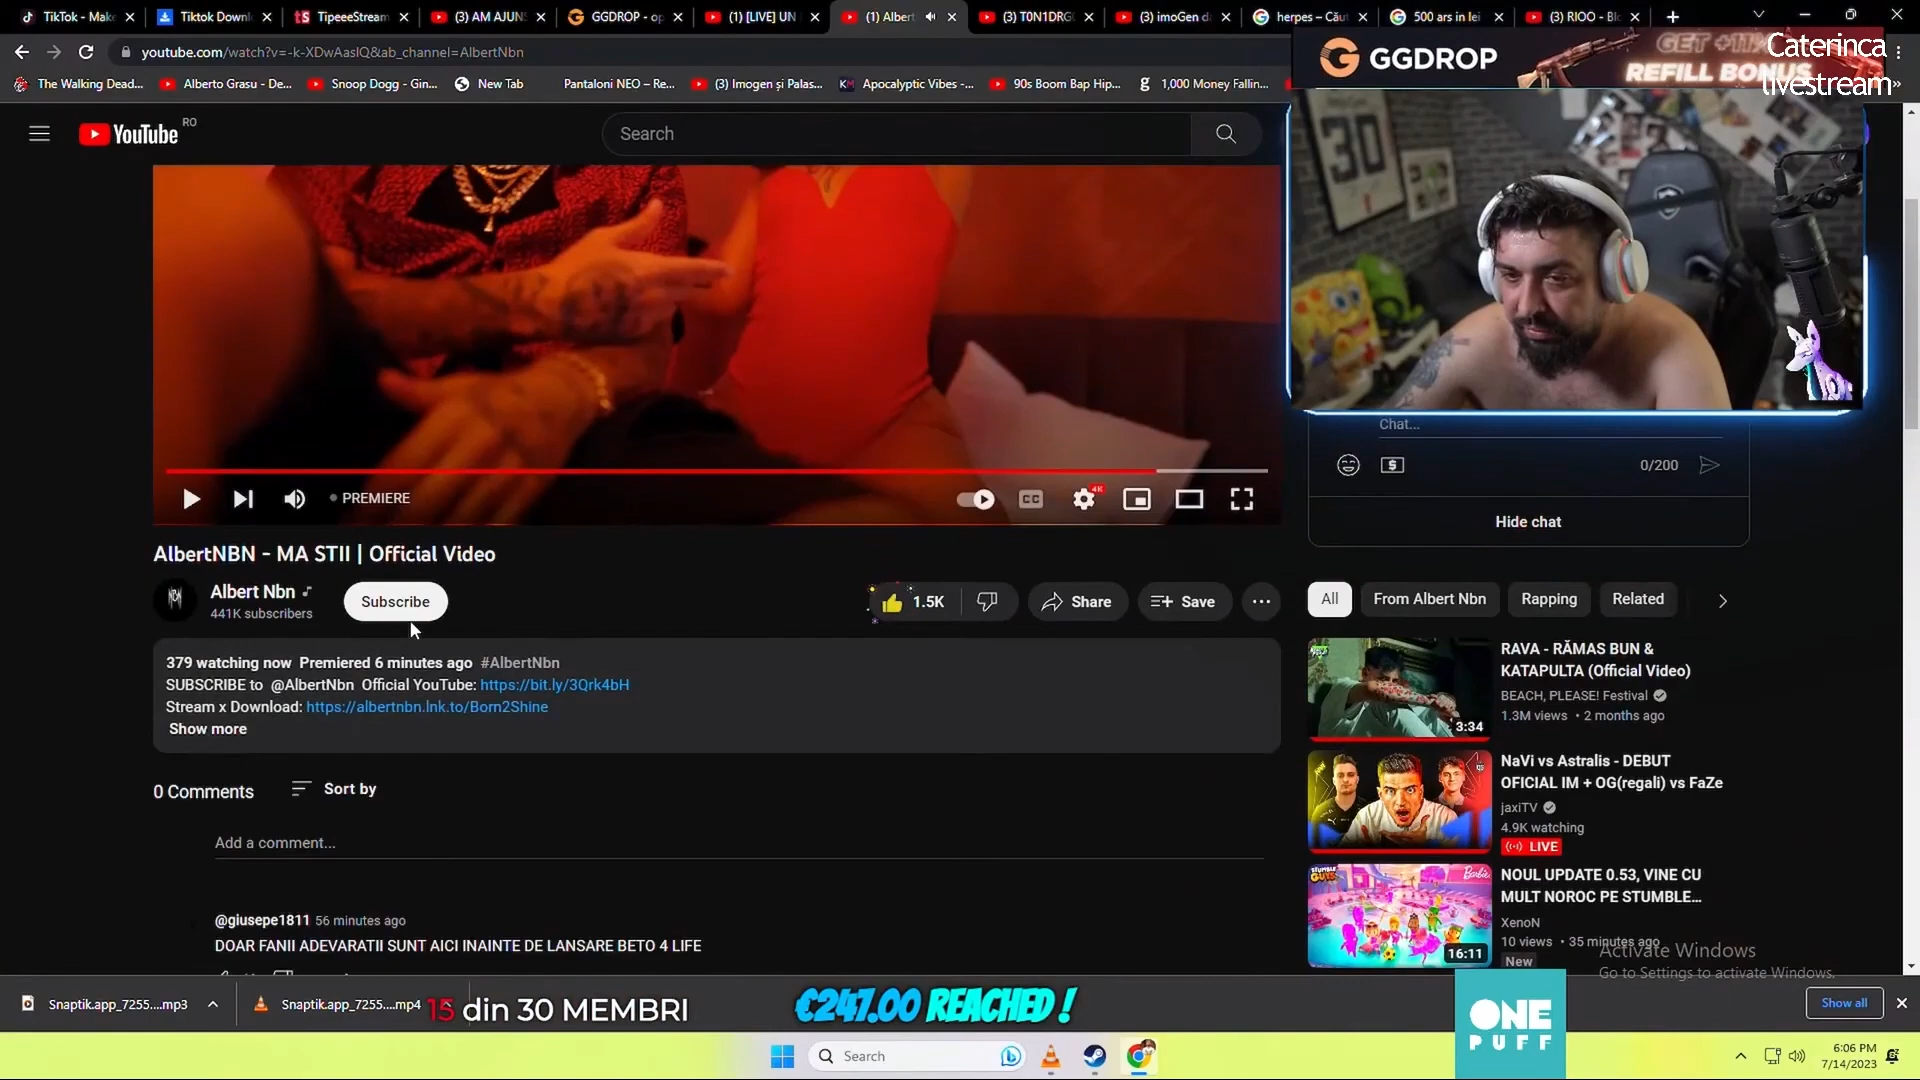 TikTok - Make
Tiktok Downl
TipeeeStream
(3) AM AJUNS
GGDROP - op
(1) [LIVE] UN
(1) Albert
(3) T0N1DRG
(3) imoGen d
herpes – Cău
500 ars in lei
(3) RIOO - Bl
youtube.com/watch?v=-k-XDwAasIQ&ab_channel=AlbertNbn
The Walking Dead...
Alberto Grasu - De...
Snoop Dogg - Gin...
New Tab
Pantaloni NEO – Re...
(3) Imogen și Palas...
Apocalyptic Vibes -...
90s Boom Bap Hip...
1,000 Money Fallin...
GGDROP
REFILL BONUS
Caterinca
livestream
YouTube RO
Search
30
PREMIERE
CC
4K
Chat...
0/200
Hide chat
AlbertNBN - MA STII | Official Video
Albert Nbn
441K subscribers
Subscribe
1.5K
Share
Save
379 watching now Premiered 6 minutes ago #AlbertNbn
SUBSCRIBE to @AlbertNbn Official YouTube: https://bit.ly/3Qrk4bH
Stream x Download: https://albertnbn.lnk.to/Born2Shine
Show more
0 Comments
Sort by
Add a comment...
@giusepe1811 56 minutes ago
DOAR FANII ADEVARATII SUNT AICI INAINTE DE LANSARE BETO 4 LIFE
All
From Albert Nbn
Rapping
Related
RAVA - RĂMAS BUN &
KATAPULTA (Official Video)
BEACH, PLEASE! Festival
1.3M views • 2 months ago
3:34
NaVi vs Astralis - DEBUT
OFICIAL IM + OG(regali) vs FaZe
jaxiTV
4.9K watching
LIVE
NOUL UPDATE 0.53, VINE CU
MULT NOROC PE STUMBLE...
XenoN
10 views • 35 minutes ago
New
STUMBLE GUYS
Barbie
16:11
Activate Windows
Go to Settings to activate Windows.
Snaptik.app_7255....mp3
Snaptik.app_7255....mp4
15 din 30 MEMBRI
€247.00 REACHED !
ONE
PUFF
Show all
Search
6:06 PM
7/14/2023